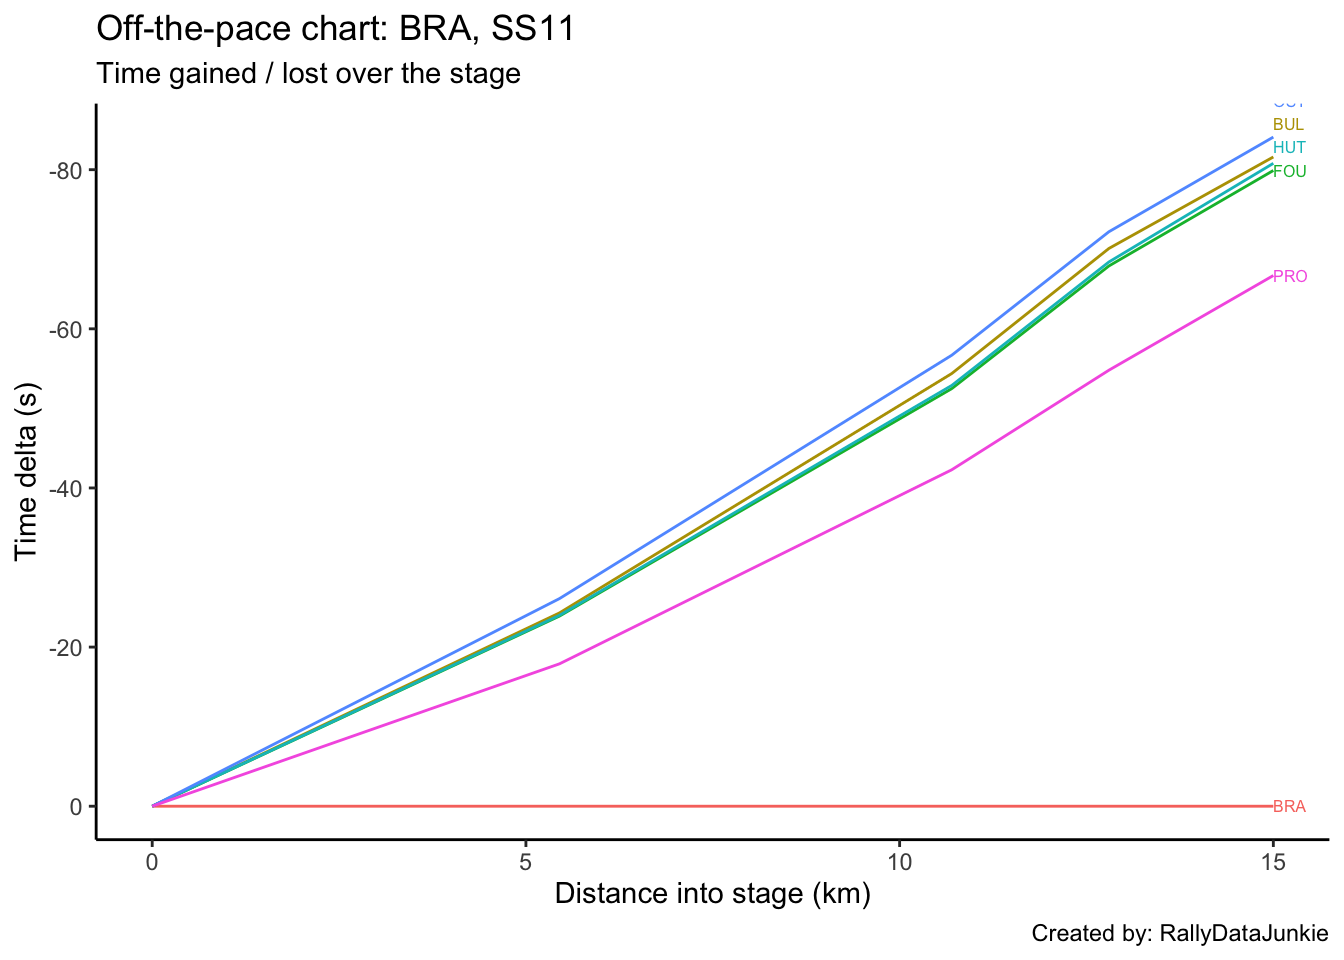 Off-the-pace chart: BRA, SS11
Time gained / lost over the stage
Time delta (s)
-80
-60
-40
-20
0
BUL
HUT
FOU
PRO
BRA
0 5 10 15
Distance into stage (km)
Created by: RallyDataJunkie